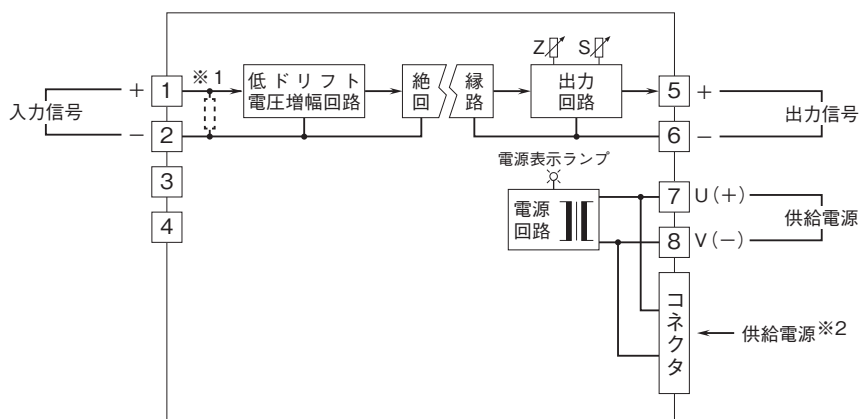 Z S
※1
低ドリフト
電圧増幅回路
絶
回
縁
路
出力
回路
入力信号
+ 1
− 2
3
4
5 +
6 −
出力信号
電源表示ランプ
電源
回路
7 U(+)
8 V(−)
供給電源
コネクタ
供給電源※2